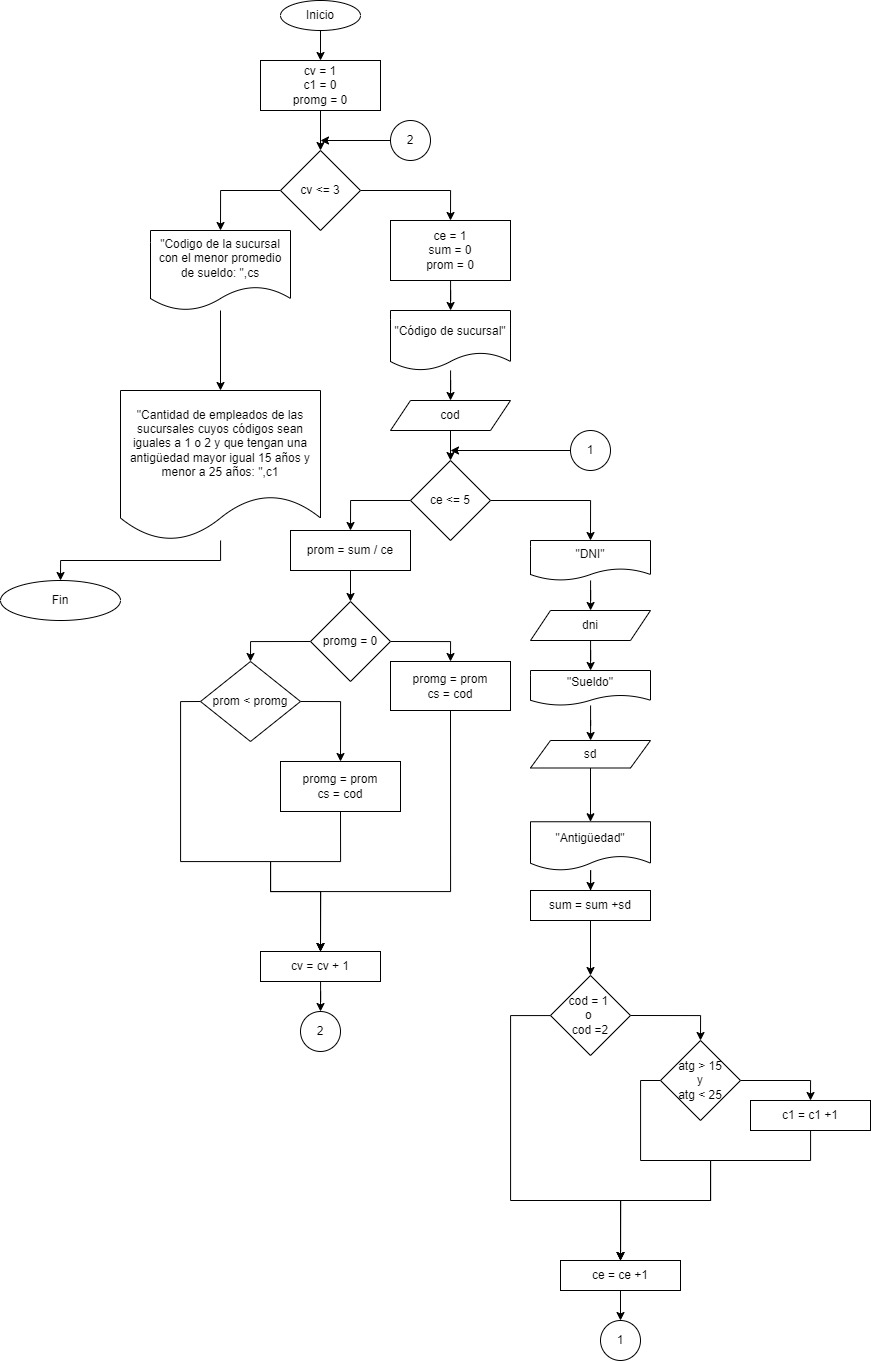 Inicio
cv = 1
c1 = 0
promg = 0
2
cv <= 3
"Codigo de la sucursal
con el menor promedio
de sueldo: ",cs
ce = 1
sum = 0
prom = 0
"Código de sucursal"
"Cantidad de empleados de las
sucursales cuyos códigos sean
iguales a 1 o 2 y que tengan una
antigüedad mayor igual 15 años y
menor a 25 años: ",c1
cod
1
ce <= 5
prom = sum / ce
"DNI"
Fin
dni
promg = 0
"Sueldo"
promg = prom
cs = cod
prom < promg
sd
promg = prom
cs = cod
"Antigüedad"
sum = sum +sd
cv = cv + 1
2
cod = 1
o
cod =2
atg > 15
y
atg < 25
c1 = c1 +1
ce = ce +1
1